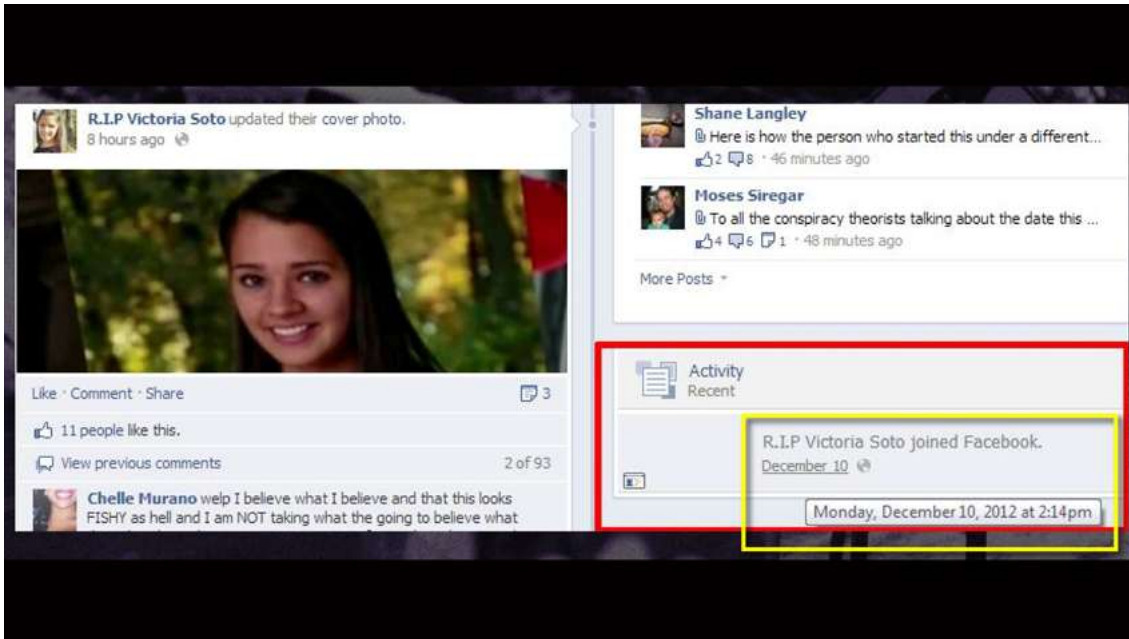 R.I.P Victoria Soto updated their cover photo.
8 hours ago
Like · Comment · Share
3
11 people like this.
View previous comments
2 of 93
Chelle Murano welp I believe what I believe and that this looks
FISHY as hell and I am NOT taking what the going to believe what
Shane Langley
Here is how the person who started this under a different...
2 8 · 46 minutes ago
Moses Siregar
To all the conspiracy theorists talking about the date this ...
4 6 1 · 48 minutes ago
More Posts
Activity
Recent
R.I.P Victoria Soto joined Facebook.
December 10
Monday, December 10, 2012 at 2:14pm